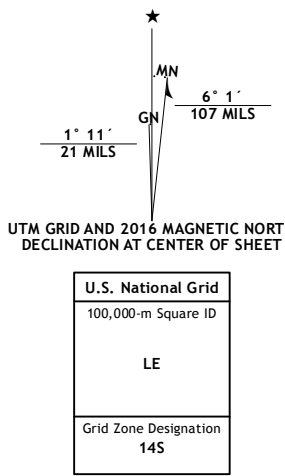 ★
MN
GN
6° 1´
107 MILS
1° 11´
21 MILS
UTM GRID AND 2016 MAGNETIC NORT
DECLINATION AT CENTER OF SHEET
U.S. National Grid
100,000-m Square ID
LE
Grid Zone Designation
14S